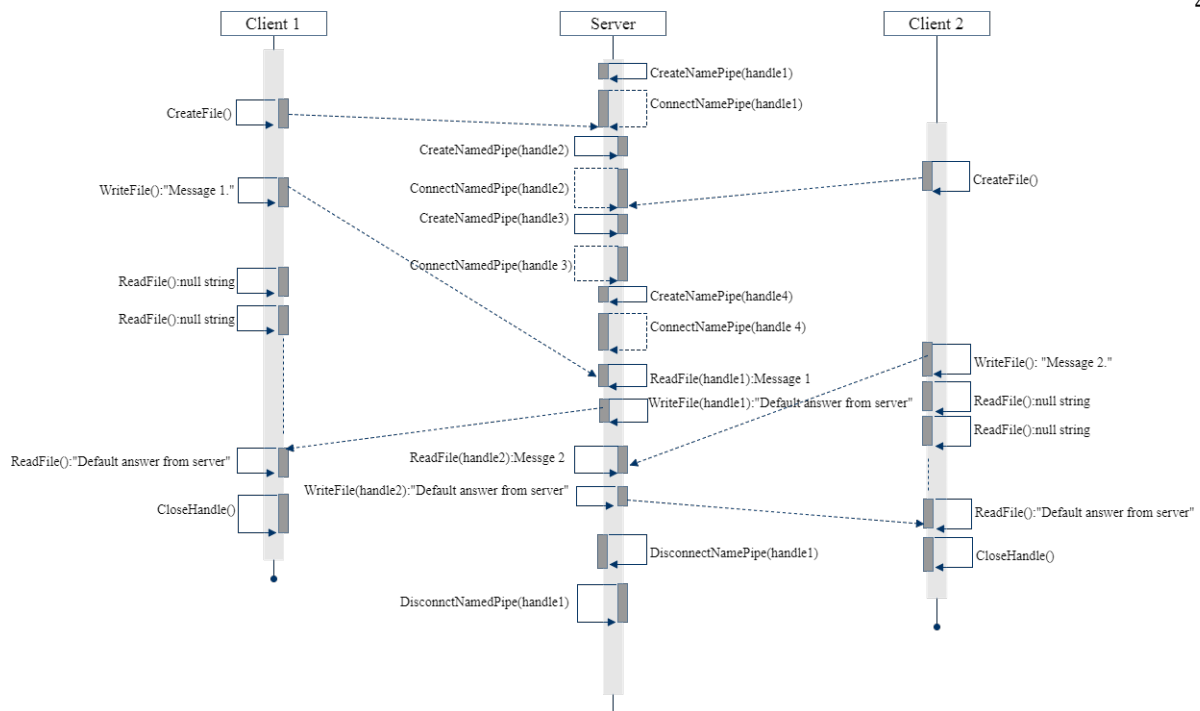 Client 1
Server
Client 2
CreateNamePipe(handle1)
ConnectNamePipe(handle1)
CreateFile()
CreateNamedPipe(handle2)
CreateFile()
ConnectNamedPipe(handle2)
WriteFile():"Message 1."
CreateNamedPipe(handle3)
ConnectNamedPipe(handle 3)
ReadFile():null string
CreateNamePipe(handle4)
ReadFile():null string
ConnectNamePipe(handle 4)
WriteFile(): "Message 2."
ReadFile(handle1):Message 1
ReadFile():null string
WriteFile(handle1):"Default answer from server"
ReadFile():null string
ReadFile():"Default answer from server"
ReadFile(handle2):Messge 2
WriteFile(handle2):"Default answer from server"
CloseHandle()
ReadFile():"Default answer from server"
DisconnectNamePipe(handle1)
CloseHandle()
DisconnctNamedPipe(handle1)